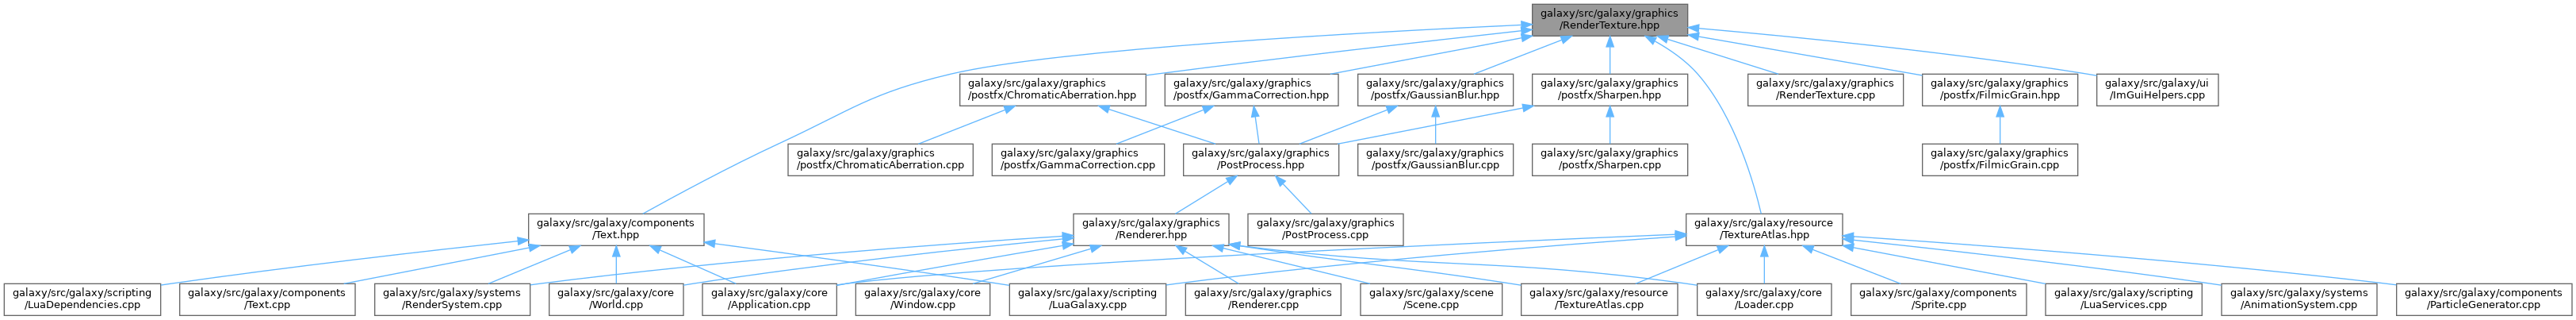 galaxy/src/galaxy/graphics
/RenderTexture.hpp
galaxy/src/galaxy/graphics
/postfx/ChromaticAberration.hpp
galaxy/src/galaxy/graphics
/postfx/GammaCorrection.hpp
galaxy/src/galaxy/graphics
/postfx/GaussianBlur.hpp
galaxy/src/galaxy/graphics
/postfx/Sharpen.hpp
galaxy/src/galaxy/graphics
/RenderTexture.cpp
galaxy/src/galaxy/graphics
/postfx/FilmicGrain.hpp
galaxy/src/galaxy/ui
/ImGuiHelpers.cpp
galaxy/src/galaxy/graphics
/postfx/ChromaticAberration.cpp
galaxy/src/galaxy/graphics
/postfx/GammaCorrection.cpp
galaxy/src/galaxy/graphics
/PostProcess.hpp
galaxy/src/galaxy/graphics
/postfx/GaussianBlur.cpp
galaxy/src/galaxy/graphics
/postfx/Sharpen.cpp
galaxy/src/galaxy/graphics
/postfx/FilmicGrain.cpp
galaxy/src/galaxy/components
/Text.hpp
galaxy/src/galaxy/graphics
/Renderer.hpp
galaxy/src/galaxy/graphics
/PostProcess.cpp
galaxy/src/galaxy/resource
/TextureAtlas.hpp
galaxy/src/galaxy/scripting
/LuaDependencies.cpp
galaxy/src/galaxy/components
/Text.cpp
galaxy/src/galaxy/systems
/RenderSystem.cpp
galaxy/src/galaxy/core
/World.cpp
galaxy/src/galaxy/core
/Application.cpp
galaxy/src/galaxy/core
/Window.cpp
galaxy/src/galaxy/scripting
/LuaGalaxy.cpp
galaxy/src/galaxy/graphics
/Renderer.cpp
galaxy/src/galaxy/scene
/Scene.cpp
galaxy/src/galaxy/resource
/TextureAtlas.cpp
galaxy/src/galaxy/core
/Loader.cpp
galaxy/src/galaxy/components
/Sprite.cpp
galaxy/src/galaxy/scripting
/LuaServices.cpp
galaxy/src/galaxy/systems
/AnimationSystem.cpp
galaxy/src/galaxy/components
/ParticleGenerator.cpp